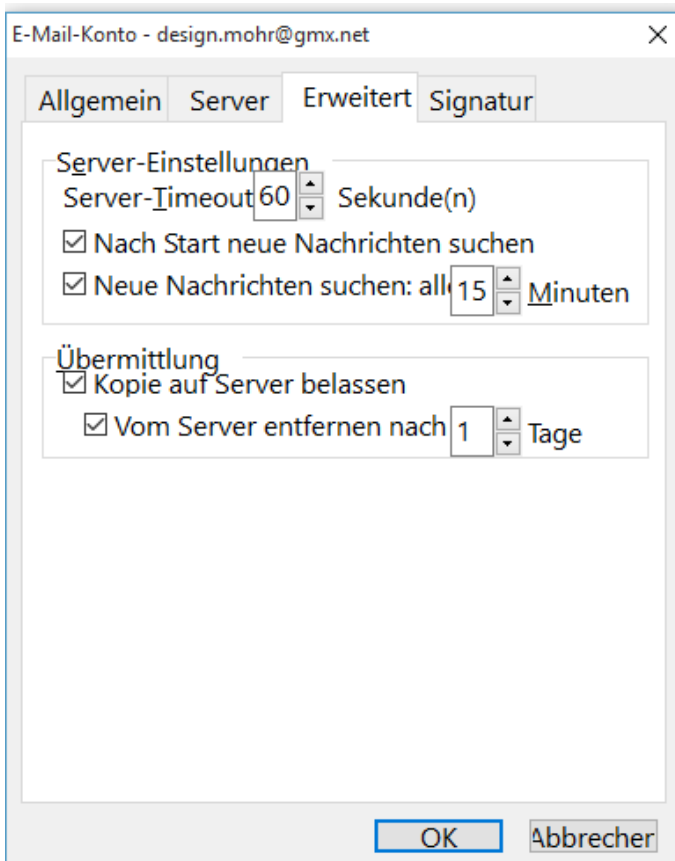 E-Mail-Konto - design.mohr@gmx.net
Allgemein Server Erweitert Signatur
Server-Einstellungen
Server-Timeout 60 Sekunde(n)
Nach Start neue Nachrichten suchen
Neue Nachrichten suchen: alle 15 Minuten
Übermittlung
Kopie auf Server belassen
Vom Server entfernen nach 1 Tage
OK Abbrecher